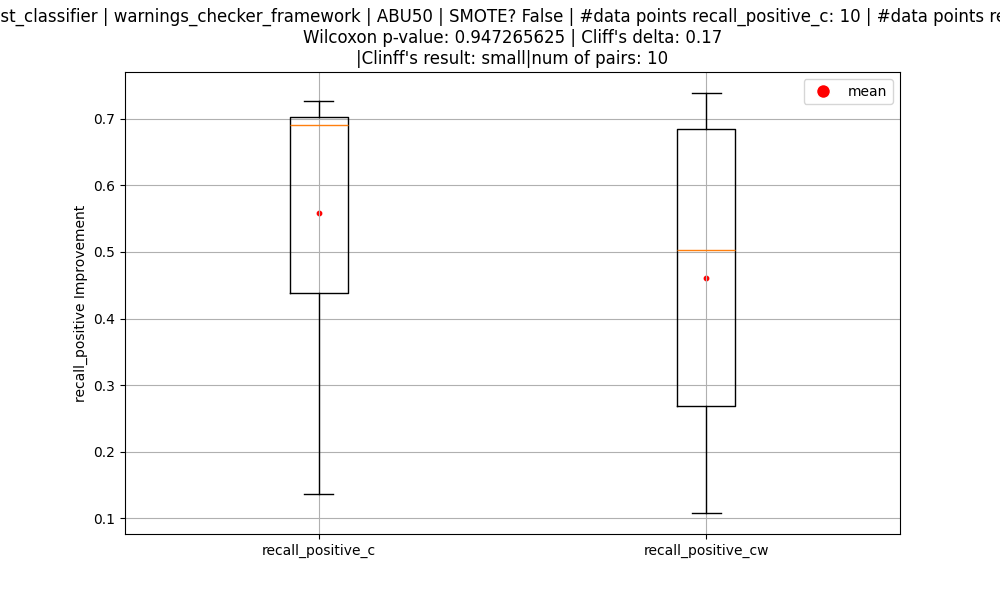 st_classifier | warnings_checker_framework | ABU50 | SMOTE? False | #data points recall_positive_c: 10 | #data points re
Wilcoxon p-value: 0.947265625 | Cliff's delta: 0.17
|Clinff's result: small|num of pairs: 10
mean
0.7
0.6
0.5
0.4
0.3
0.2
0.1
recall_positive Improvement
recall_positive_c
recall_positive_cw